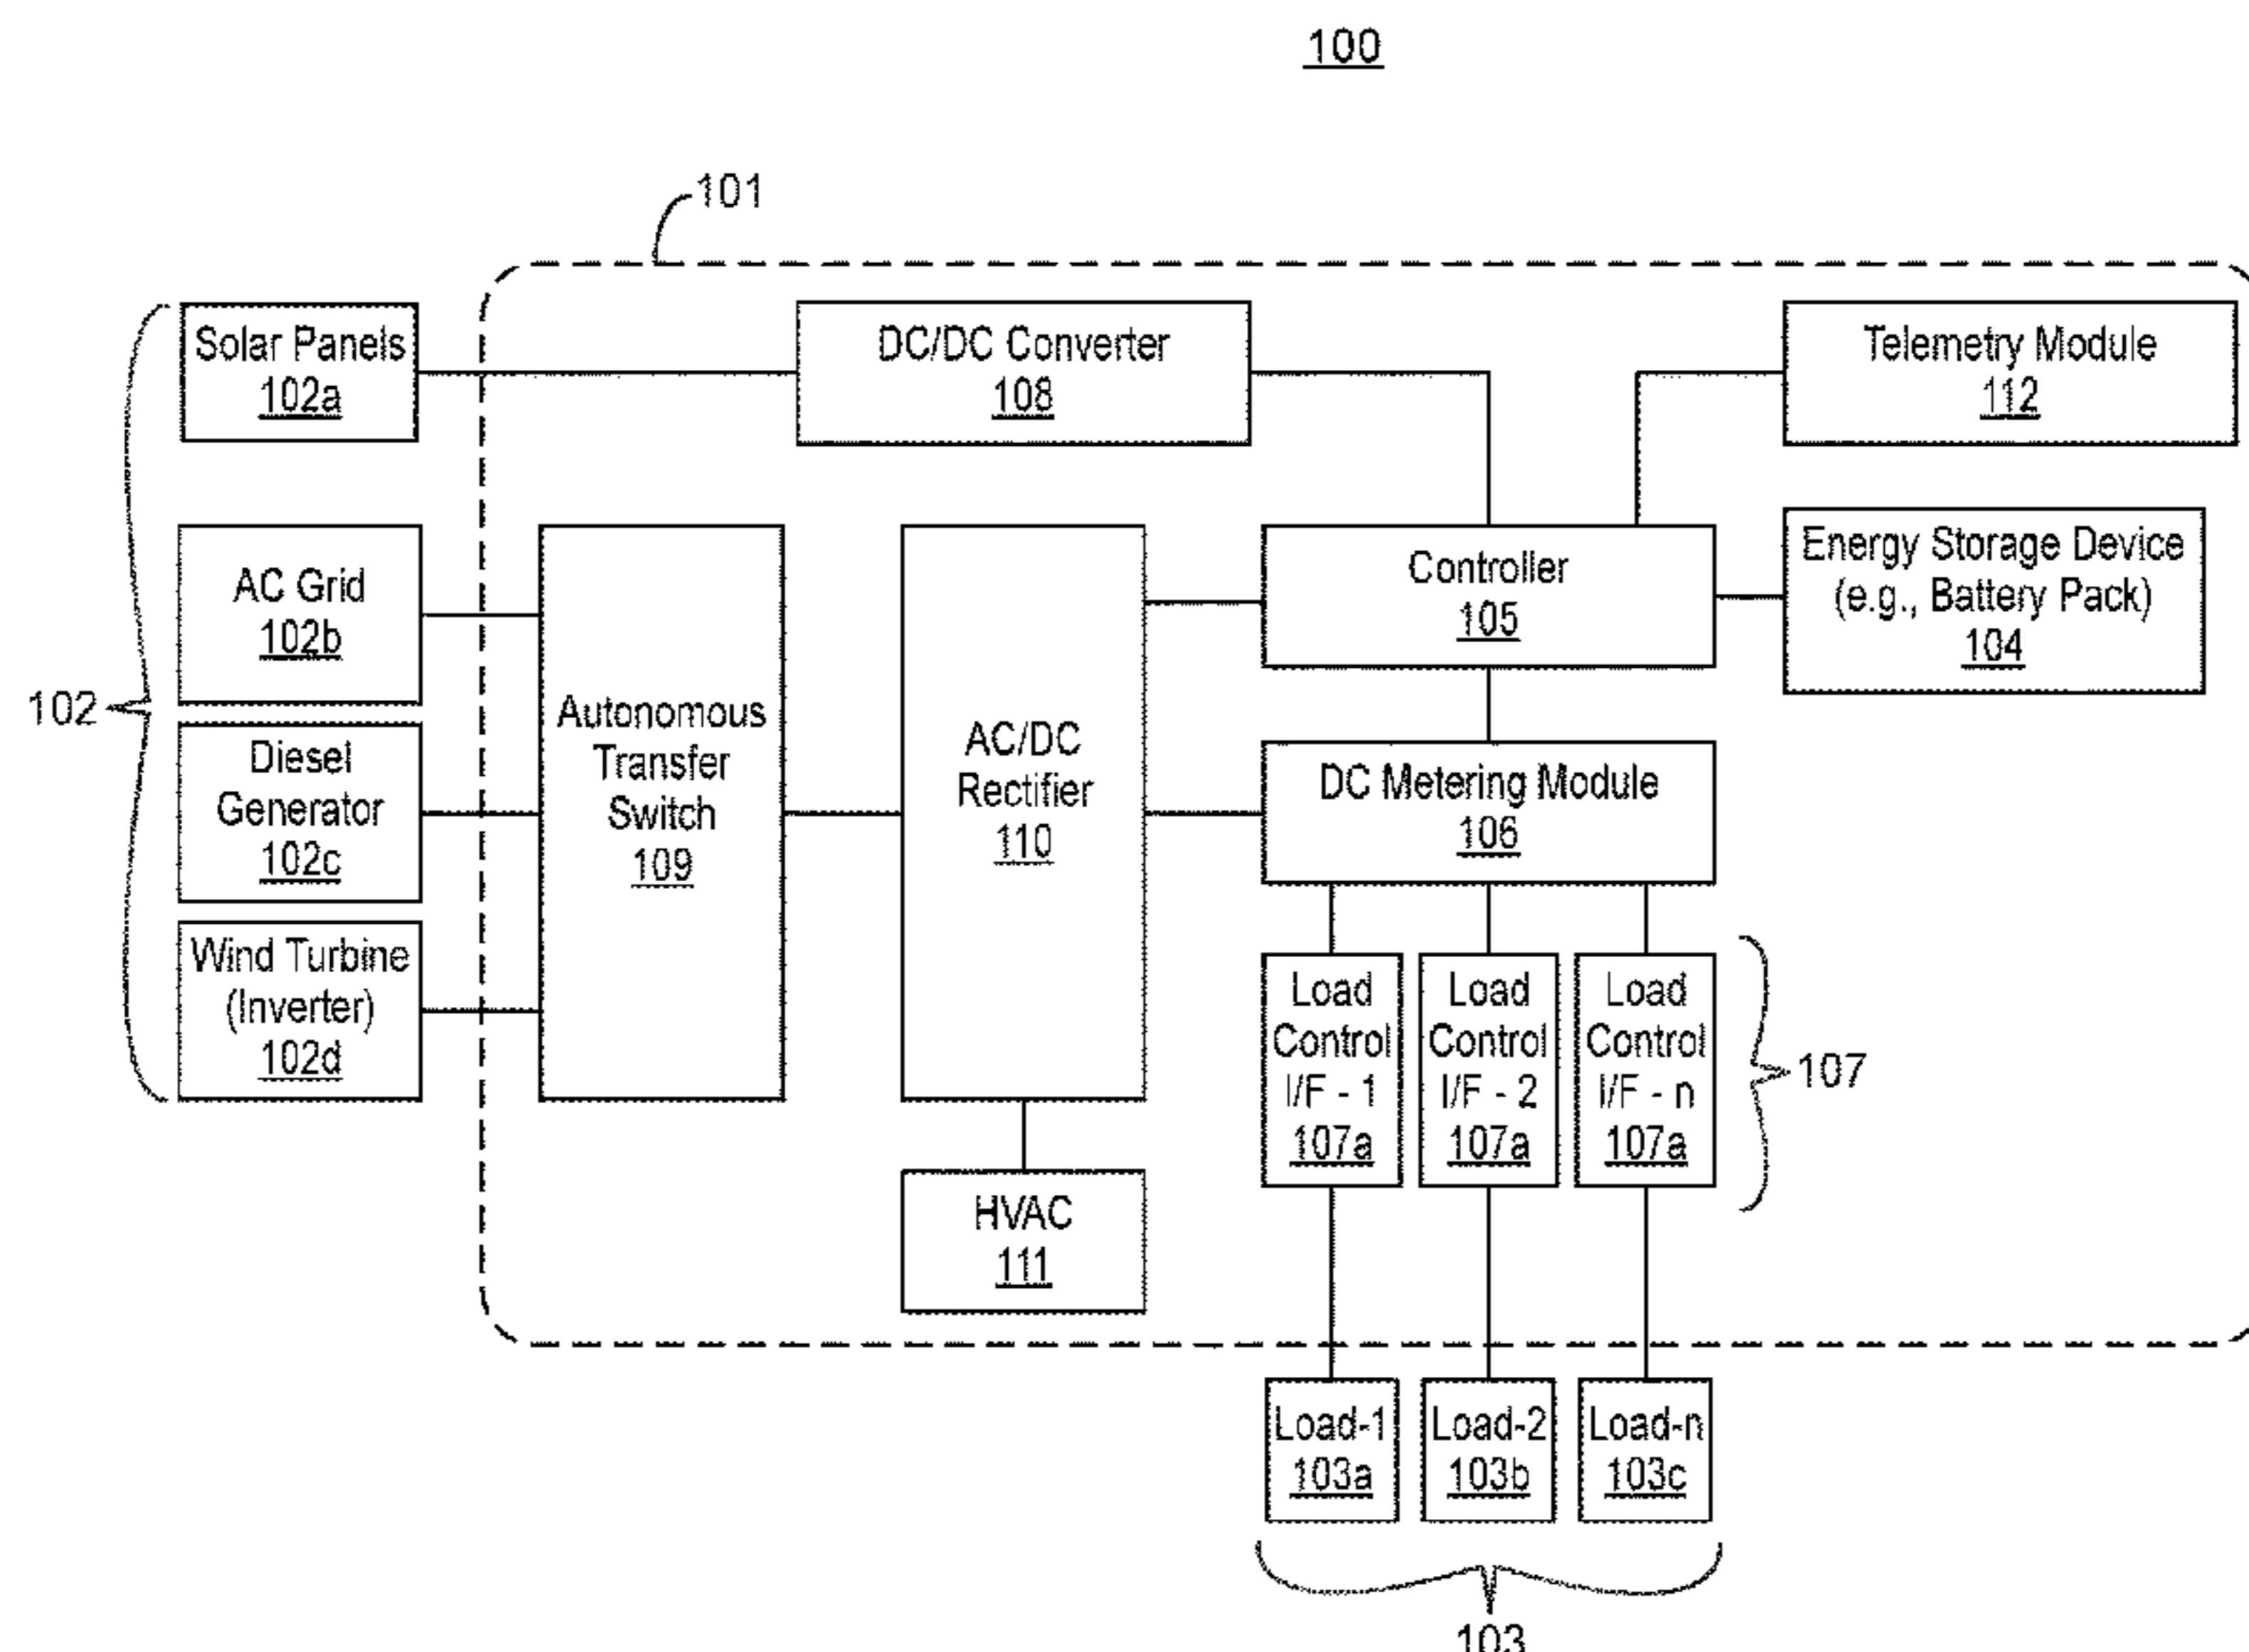 100
101
Solar Panels
102a
DC/DC Converter
108
Telemetry Module
112
AC Grid
102b
Diesel
Generator
102c
Wind Turbine
(Inverter)
102d
102
Autonomous
Transfer
Switch
109
AC/DC
Rectifier
110
Controller
105
Energy Storage Device
(e.g., Battery Pack)
104
DC Metering Module
106
Load
Control
I/F - 1
107a
Load
Control
I/F - 2
107a
Load
Control
I/F - n
107a
107
HVAC
111
Load-1
103a
Load-2
103b
Load-n
103c
103